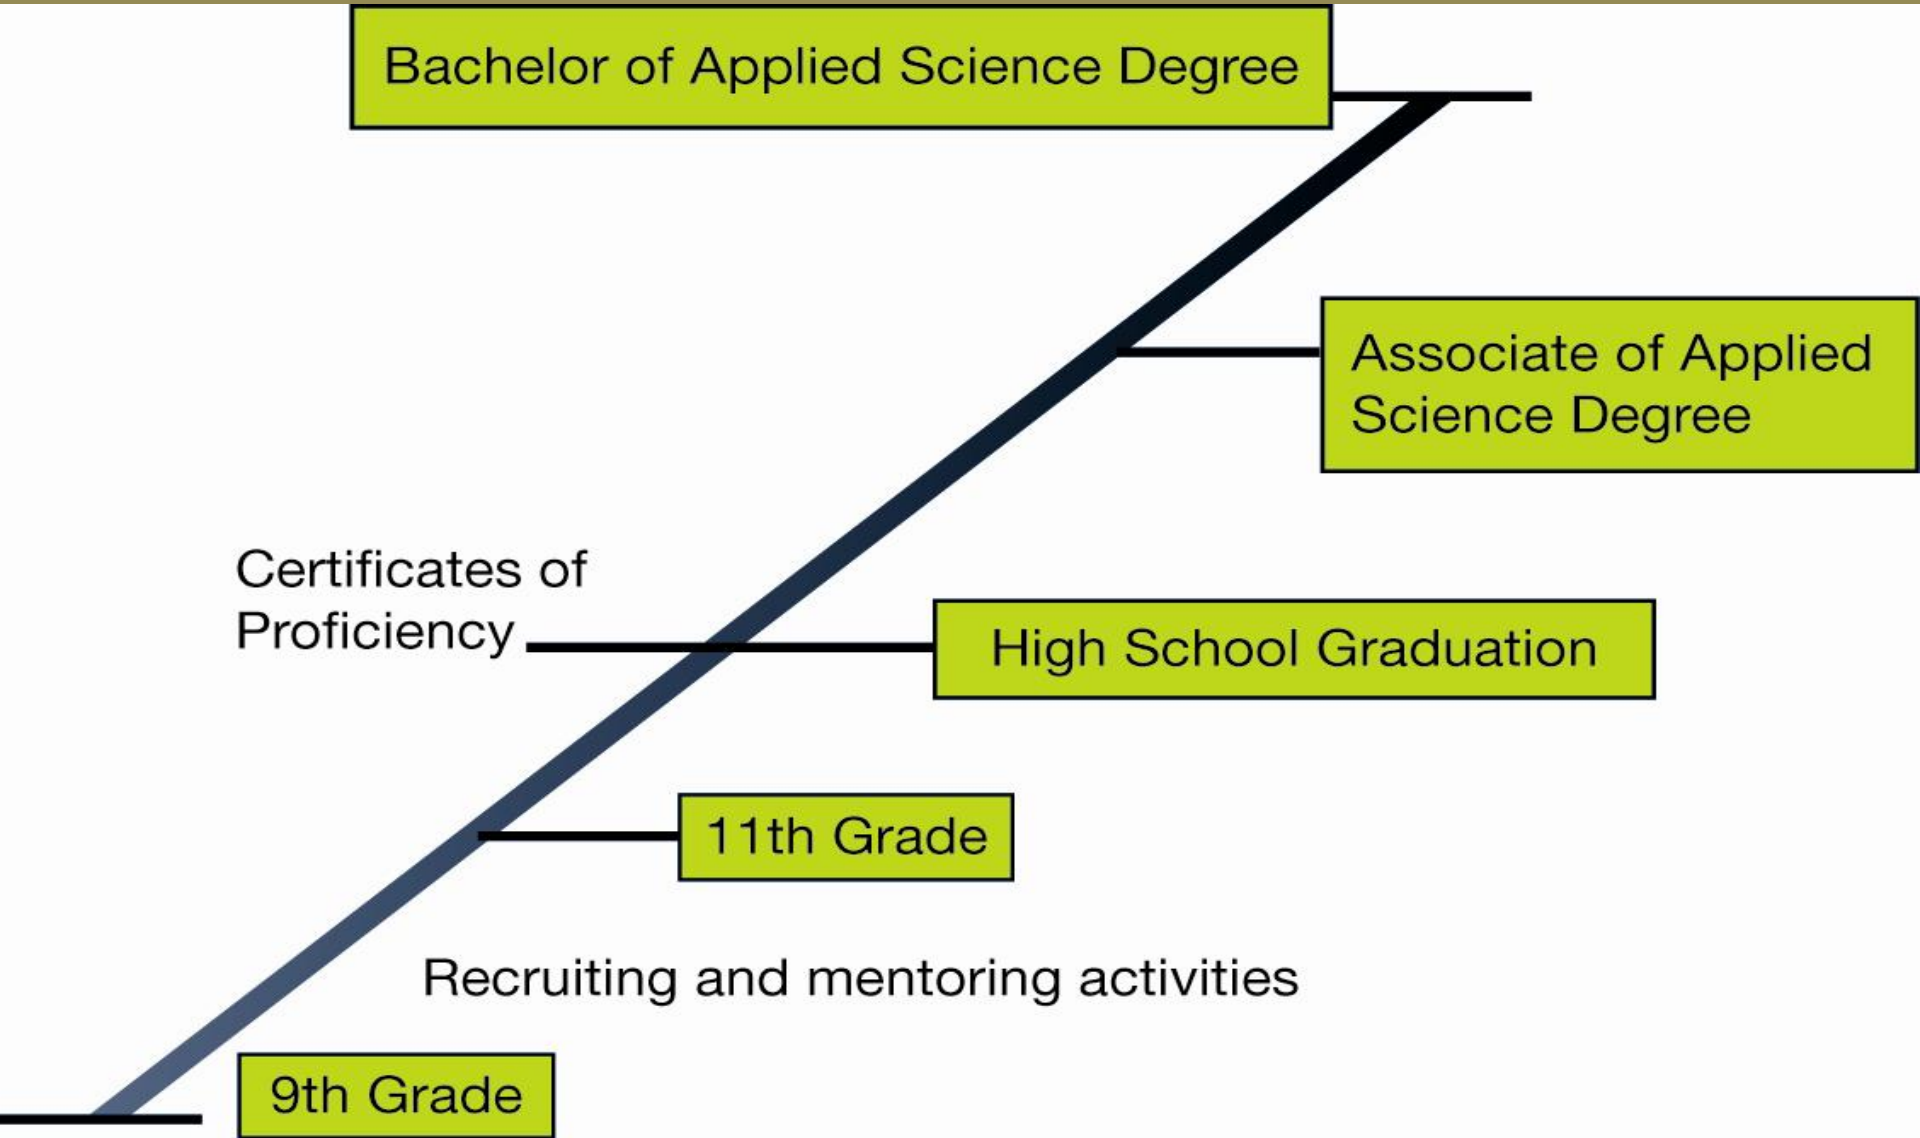 Bachelor of Applied Science Degree
Associate of Applied
Science Degree
Certificates of
Proficiency
High School Graduation
11th Grade
Recruiting and mentoring activities
9th Grade